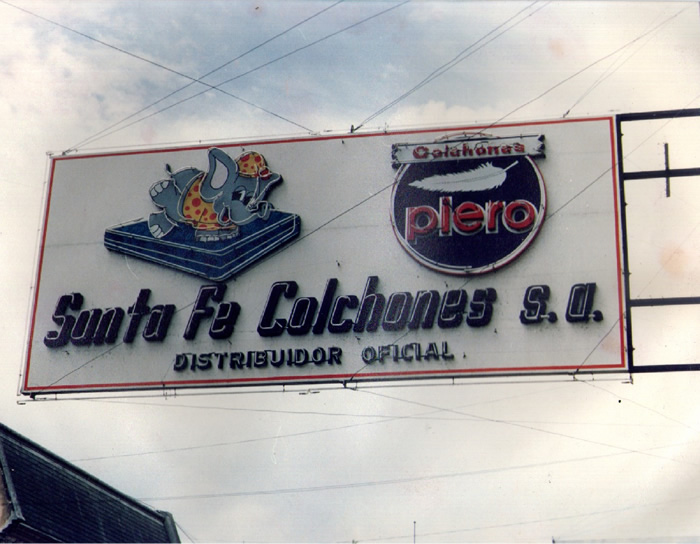 Colchones
piero
Santa Fe Colchones s.a.
DISTRIBUIDOR OFICIAL